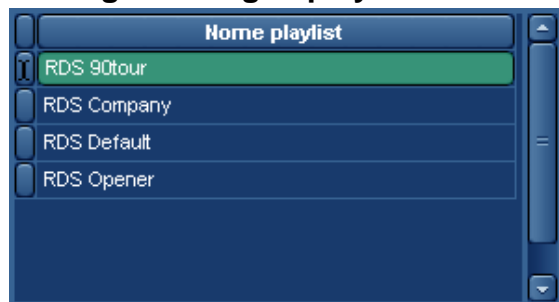 Nome playlist
RDS 90tour
RDS Company
RDS Default
RDS Opener